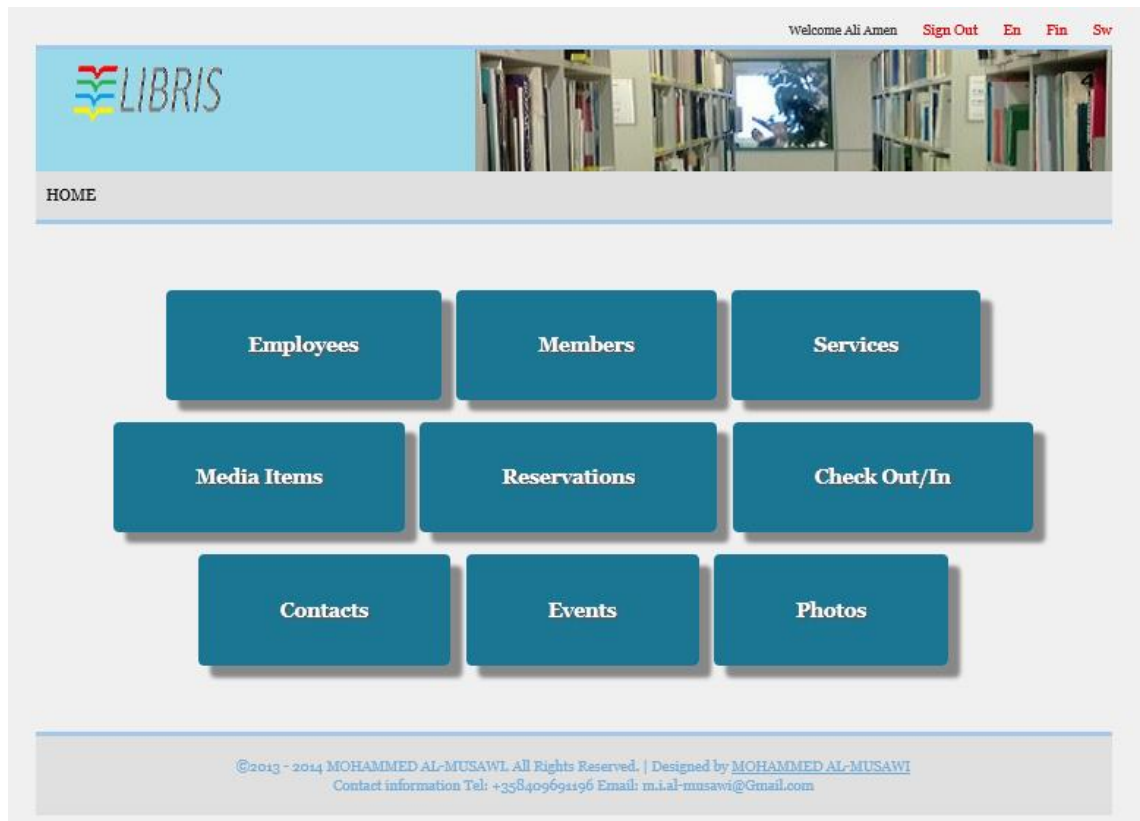 Welcome Ali Amen Sign Out En Fin Sw
LIBRIS
HOME
Employees Members Services
Media Items Reservations Check Out/In
Contacts Events Photos
©2013 - 2014 MOHAMMED AL-MUSAWI. All Rights Reserved. | Designed by MOHAMMED AL-MUSAWI
Contact information Tel: +358409691196 Email: m.i.al-musawi@Gmail.com